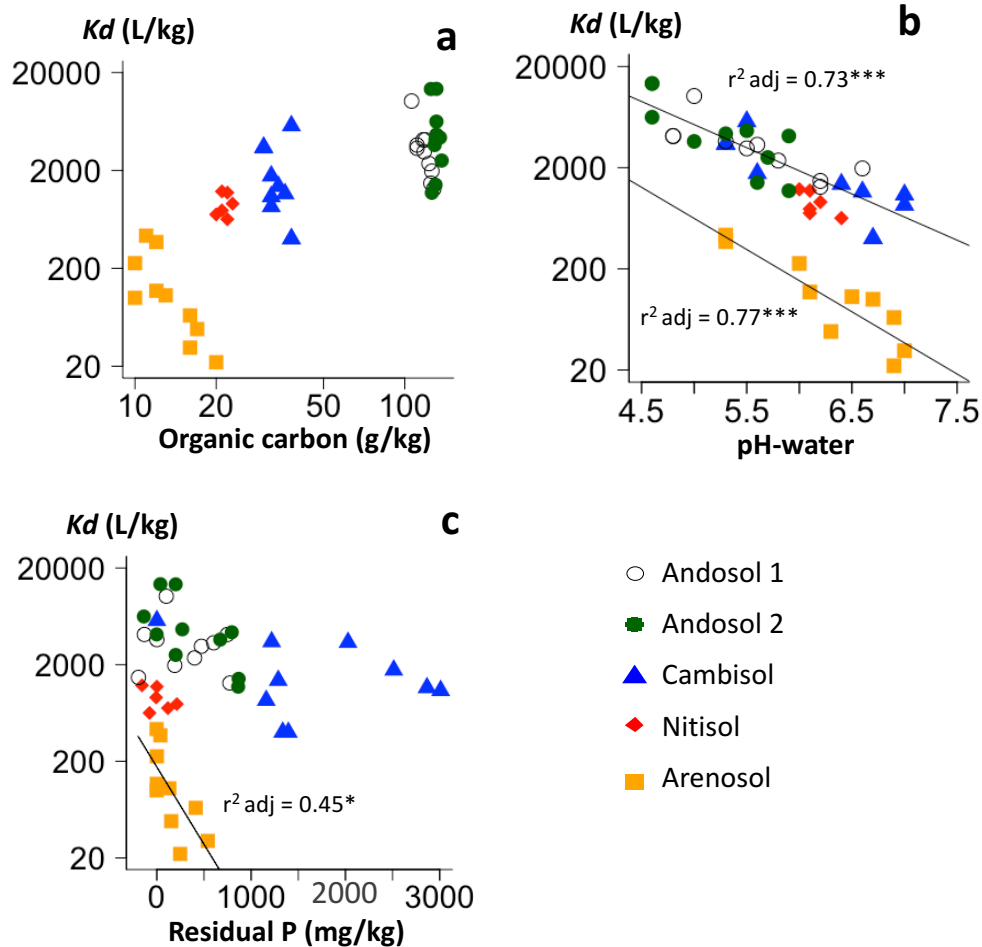 Kd (L/kg)
a
20000
2000
200
20
10
20
50
100
Organic carbon (g/kg)
Kd (L/kg)
b
20000
2000
200
20
r² adj = 0.73***
r² adj = 0.77***
4.5
5.5
6.5
7.5
pH-water
Kd (L/kg)
c
20000
2000
200
20
r² adj = 0.45*
0
1000
2000
3000
Residual P (mg/kg)
Andosol 1
Andosol 2
Cambisol
Nitisol
Arenosol